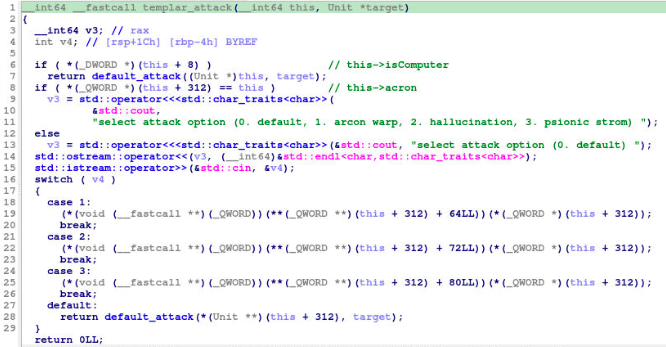 1 __int64 __fastcall templar_attack(__int64 this, Unit *target)
2 {
3 __int64 v3; // rax
4 int v4; // [rsp+1Ch] [rbp-4h] BYREF
5
6 if ( *(_DWORD *)(this + 8) ) // this->isComputer
7 return default_attack((Unit *)this, target);
8 if ( *(_QWORD *)(this + 312) == this ) // this->acron
9 v3 = std::operator<<<std::char_traits<char>>(
10 &std::cout,
11 "select attack option (0. default, 1. arcon warp, 2. hallucination, 3. psionic strom) ");
12 else
13 v3 = std::operator<<<std::char_traits<char>>(&std::cout, "select attack option (0. default) ");
14 std::ostream::operator<<(v3, (__int64)&std::endl<char,std::char_traits<char>>);
15 std::istream::operator>>(&std::cin, &v4);
16 switch ( v4 )
17 {
18 case 1:
19 (*(void (__fastcall **)(_QWORD))(**(_QWORD **)(this + 312) + 64LL))(*(_QWORD *)(this + 312));
20 break;
21 case 2:
22 (*(void (__fastcall **)(_QWORD))(**(_QWORD **)(this + 312) + 72LL))(*(_QWORD *)(this + 312));
23 break;
24 case 3:
25 (*(void (__fastcall **)(_QWORD))(**(_QWORD **)(this + 312) + 80LL))(*(_QWORD *)(this + 312));
26 break;
27 default:
28 return default_attack(*(Unit **)(this + 312), target);
29 }
return 0LL;